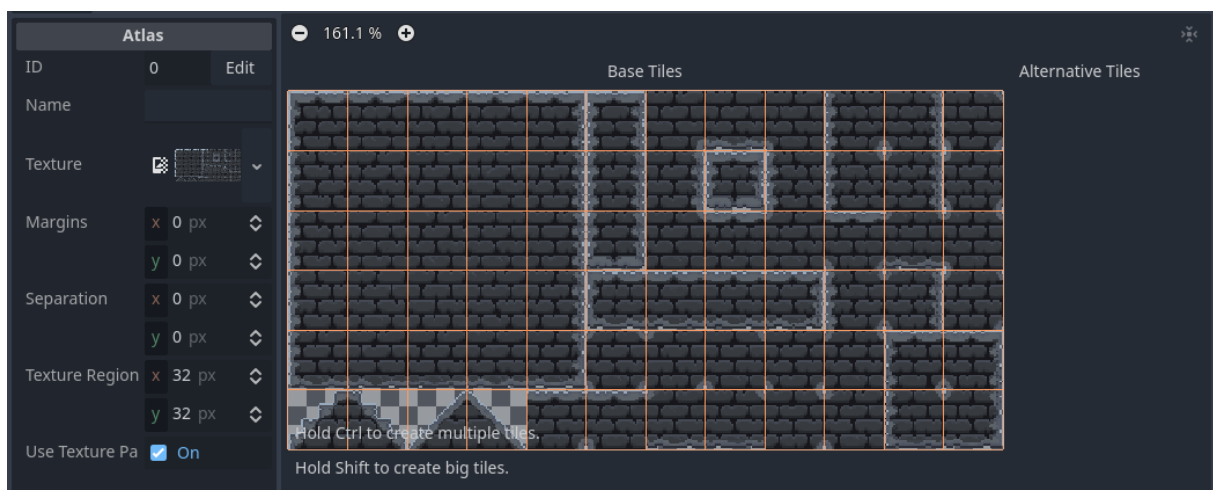 Atlas
161.1 %
ID 0 Edit
Base Tiles
Alternative Tiles
Name
Texture
Margins x 0 px
y 0 px
Separation x 0 px
y 0 px
Texture Region x 32 px
y 32 px
Use Texture Pa On
Hold Ctrl to create multiple tiles.
Hold Shift to create big tiles.